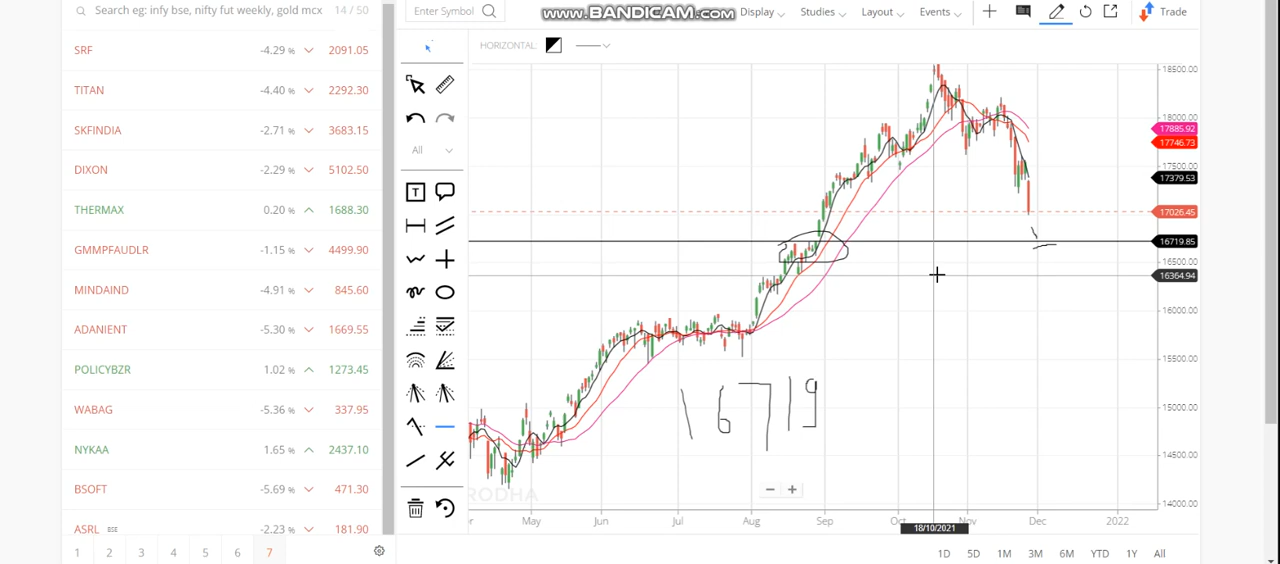 Search eg: infy bse, nifty fut weekly, gold mcx 14 / 50
SRF -4.29 % 2091.05
TITAN -4.40 % 2292.30
SKFINDIA -2.71 % 3683.15
DIXON -2.29 % 5102.50
THERMAX 0.20 % 1688.30
GMMPFAUDLR -1.15 % 4499.90
MINDAIND -4.91 % 845.60
ADANIENT -5.30 % 1669.55
POLICYBZR 1.02 % 1273.45
WABAG -5.36 % 337.95
NYKAA 1.65 % 2437.10
BSOFT -5.69 % 471.30
ASRL BSE -2.23 % 181.90
1 2 3 4 5 6 7
Enter Symbol
www.BANDICAM.com
Display Studies Layout Events Trade
HORIZONTAL:
All
T
18500.00
18000.00
17885.92
17746.73
17500.00
17379.53
17026.45
16719.85
16500.00
16364.94
16000.00
15500.00
15000.00
14500.00
14000.00
16719
RODHA
May Jun Jul Aug Sep Oct Nov Dec 2022
18/10/2021
1D 5D 1M 3M 6M YTD 1Y All